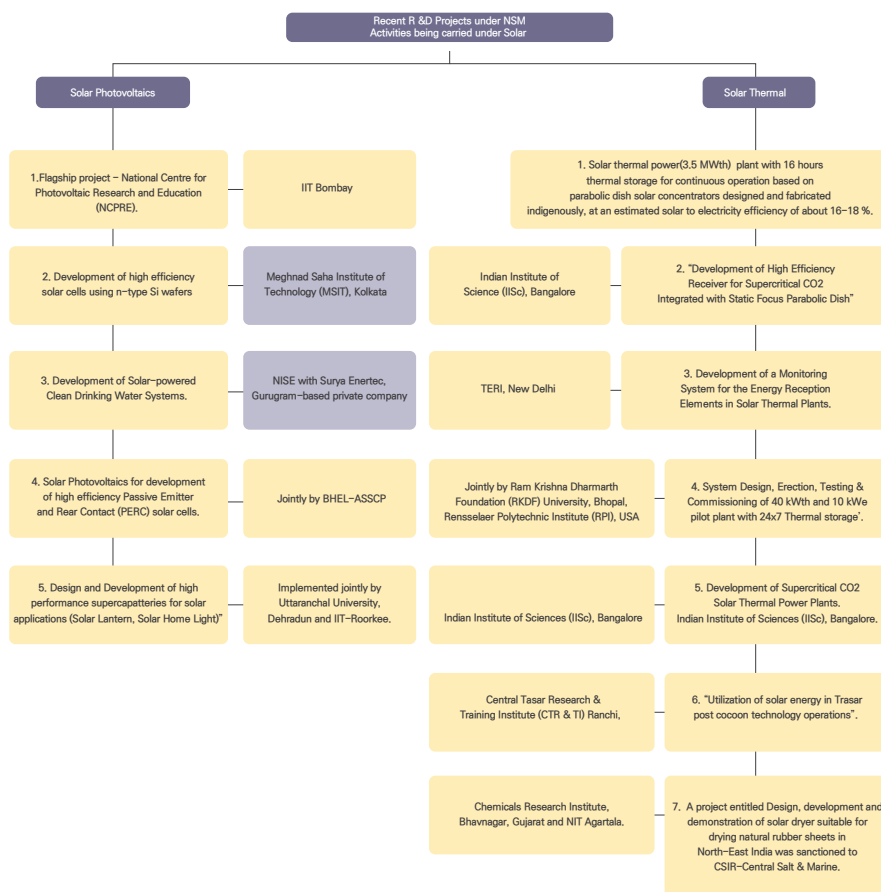 Recent R &D Projects under NSM
Activities being carried under Solar
Solar Photovoltaics
Solar Thermal
1.Flagship project - National Centre for
Photovoltaic Research and Education
(NCPRE).
IIT Bombay
1. Solar thermal power(3.5 MWth) plant with 16 hours
thermal storage for continuous operation based on
parabolic dish solar concentrators designed and fabricated
indigenously, at an estimated solar to electricity efficiency of about 16-18 %.
2. Development of high efficiency
solar cells using n-type Si wafers
Meghnad Saha Institute of
Technology (MSIT), Kolkata
Indian Institute of
Science (IISc), Bangalore
2. "Development of High Efficiency
Receiver for Supercritical CO2
Integrated with Static Focus Parabolic Dish"
3. Development of Solar-powered
Clean Drinking Water Systems.
NISE with Surya Enertec,
Gurugram-based private company
TERI, New Delhi
3. Development of a Monitoring
System for the Energy Reception
Elements in Solar Thermal Plants.
4. Solar Photovoltaics for development
of high efficiency Passive Emitter
and Rear Contact (PERC) solar cells.
Jointly by BHEL-ASSCP
Jointly by Ram Krishna Dharmarth
Foundation (RKDF) University, Bhopal,
Rensselaer Polytechnic Institute (RPI), USA
4. System Design, Erection, Testing &
Commissioning of 40 kWth and 10 kWe
pilot plant with 24x7 Thermal storage'.
5. Design and Development of high
performance supercapatteries for solar
applications (Solar Lantern, Solar Home Light)"
Implemented jointly by
Uttaranchal University,
Dehradun and IIT-Roorkee.
Indian Institute of Sciences (IISc), Bangalore
5. Development of Supercritical CO2
Solar Thermal Power Plants.
Indian Institute of Sciences (IISc), Bangalore.
Central Tasar Research &
Training Institute (CTR & TI) Ranchi,
6. "Utilization of solar energy in Trasar
post cocoon technology operations".
Chemicals Research Institute,
Bhavnagar, Gujarat and NIT Agartala.
7. A project entitled Design, development and
demonstration of solar dryer suitable for
drying natural rubber sheets in
North-East India was sanctioned to
CSIR-Central Salt & Marine.